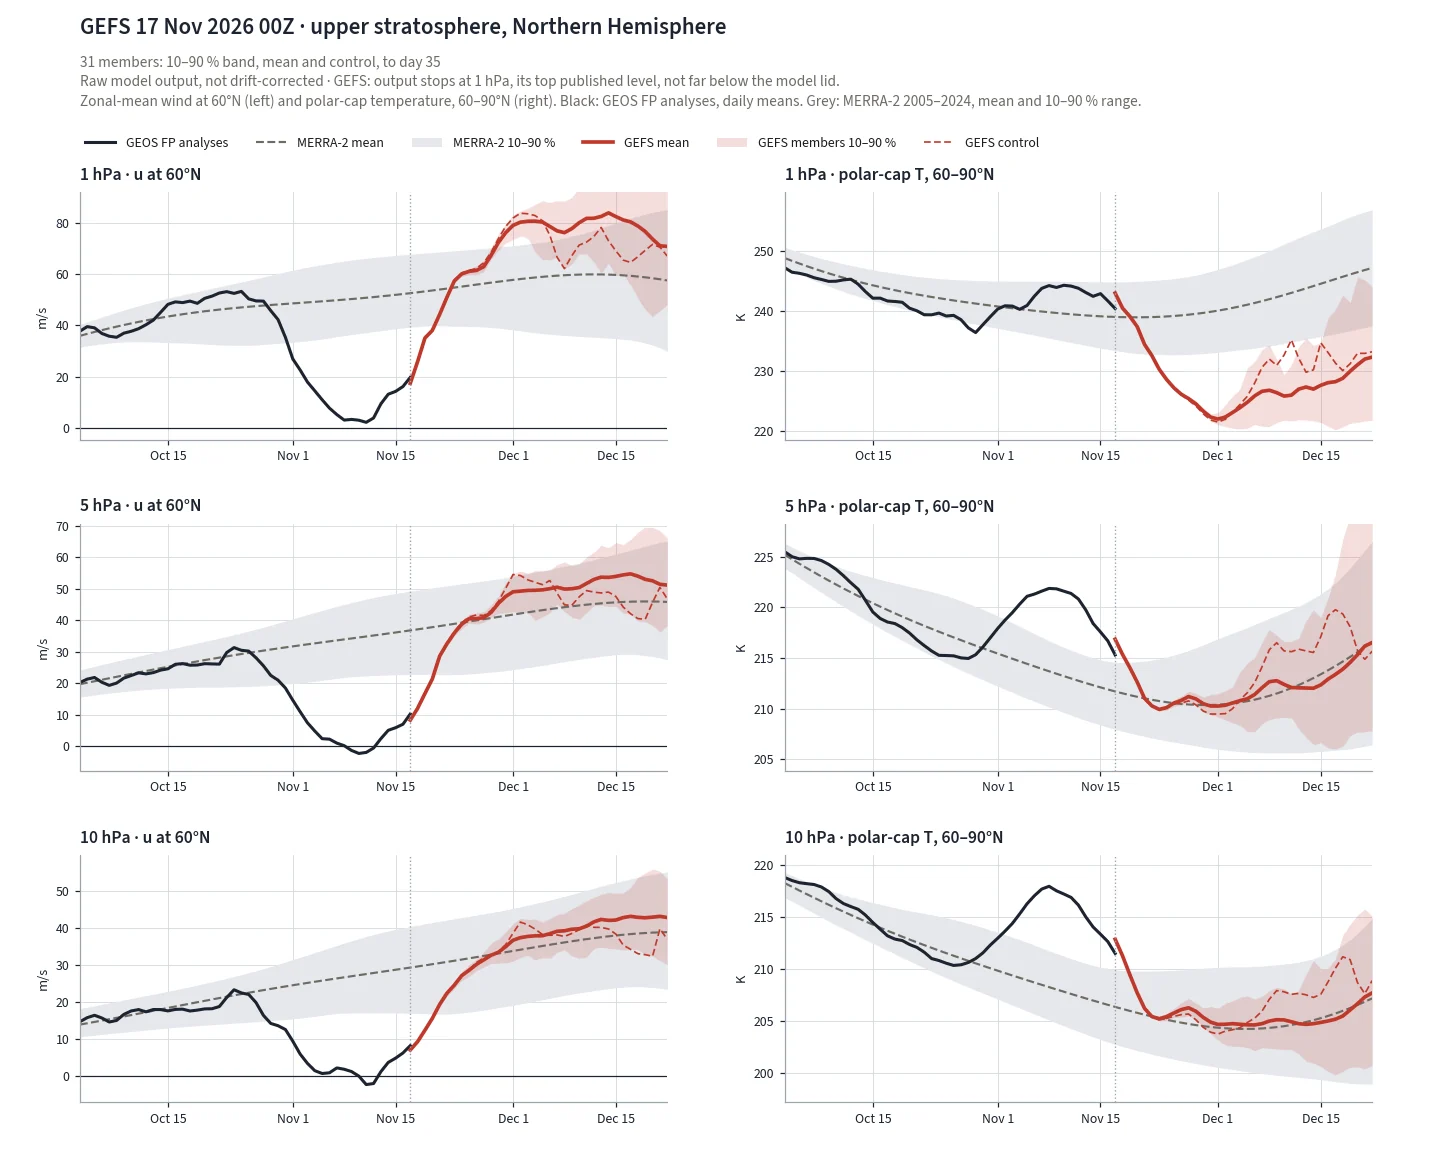 GEFS 17 Nov 2026 00Z · upper stratosphere, Northern Hemisphere
31 members: 10–90 % band, mean and control, to day 35
Raw model output, not drift-corrected · GEFS: output stops at 1 hPa, its top published level, not far below the model lid.
Zonal-mean wind at 60°N (left) and polar-cap temperature, 60–90°N (right). Black: GEOS FP analyses, daily means. Grey: MERRA-2 2005–2024, mean and 10–90 % range.
GEOS FP analyses MERRA-2 mean MERRA-2 10–90 % GEFS mean GEFS members 10–90 % GEFS control
1 hPa · u at 60°N
80
60
40
20
0
m/s
Oct 15 Nov 1 Nov 15 Dec 1 Dec 15
1 hPa · polar-cap T, 60–90°N
250
240
230
220
K
Oct 15 Nov 1 Nov 15 Dec 1 Dec 15
5 hPa · u at 60°N
70
60
50
40
30
20
10
0
m/s
Oct 15 Nov 1 Nov 15 Dec 1 Dec 15
5 hPa · polar-cap T, 60–90°N
225
220
215
210
205
K
Oct 15 Nov 1 Nov 15 Dec 1 Dec 15
10 hPa · u at 60°N
50
40
30
20
10
0
m/s
Oct 15 Nov 1 Nov 15 Dec 1 Dec 15
10 hPa · polar-cap T, 60–90°N
220
215
210
205
200
K
Oct 15 Nov 1 Nov 15 Dec 1 Dec 15